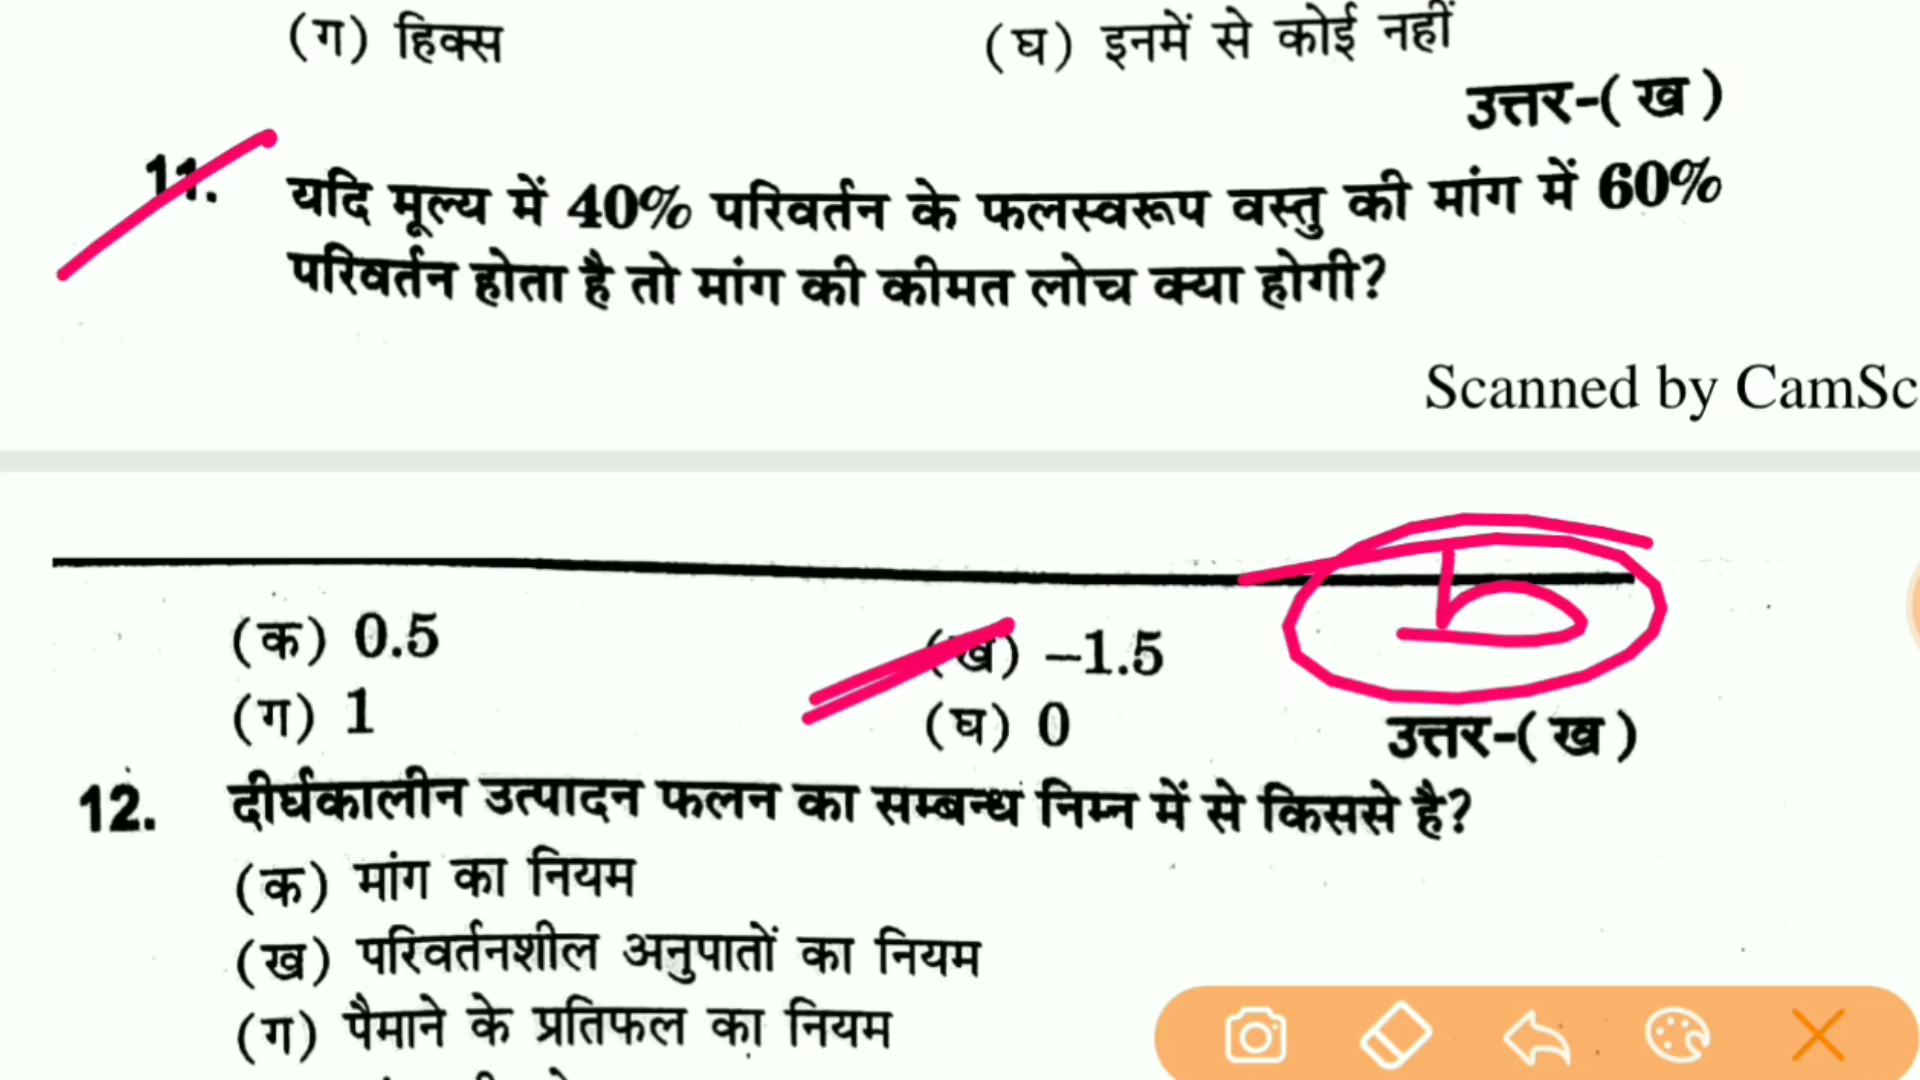 (ग) हिक्स
(घ) इनमें से कोई नहीं
उत्तर-(ख)
11. यदि मूल्य में 40% परिवर्तन के फलस्वरूप वस्तु की मांग में 60%
परिवर्तन होता है तो मांग की कीमत लोच क्या होगी?
Scanned by CamSc
(क) 0.5
(ख) –1.5
b
(ग) 1
(घ) 0
उत्तर-(ख)
12. दीर्घकालीन उत्पादन फलन का सम्बन्ध निम्न में से किससे है?
(क) मांग का नियम
(ख) परिवर्तनशील अनुपातों का नियम
(ग) पैमाने के प्रतिफल का नियम